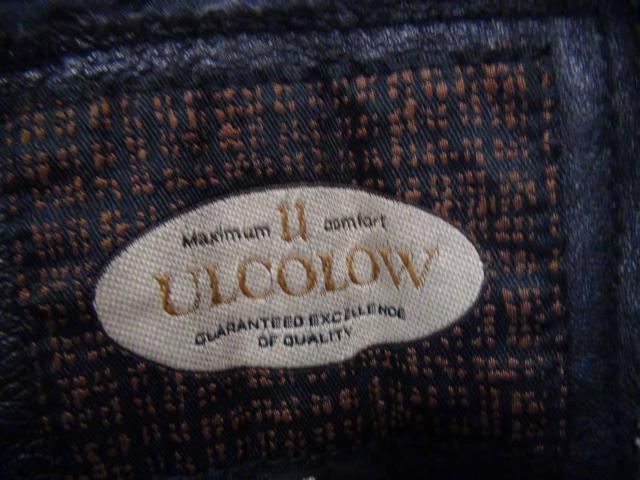 Maximum U comfort
ULCOLOW
GUARANTEED EXCELLENCE
OF QUALITY